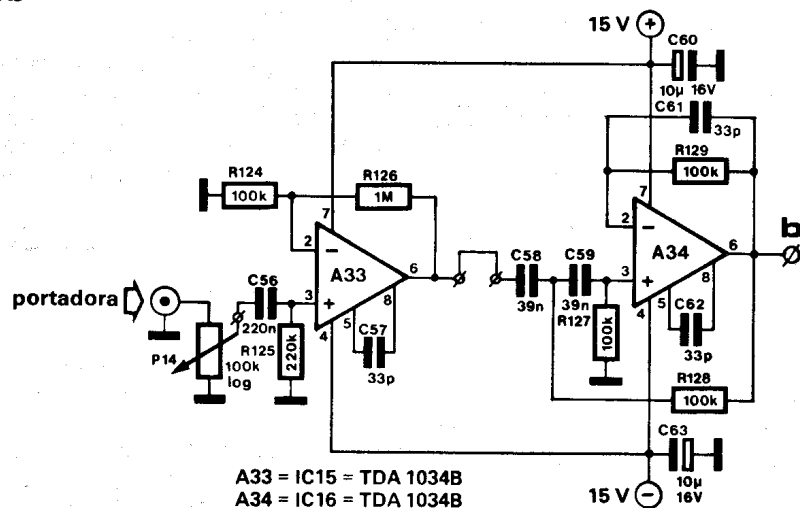 15 V +
C60
10µ 16V
C61
33p
R124
100k
R126
1M
R129
100k
7
2
−
A33
6
3
+
8
5
4
7
2
−
A34
6
3
+
8
5
4
b
portadora
C56
220n
P14
100k
log
R125
220k
C57
33p
C58
39n
C59
39n
R127
100k
C62
33p
R128
100k
C63
10µ
16V
15 V −
A33 = IC15 = TDA 1034B
A34 = IC16 = TDA 1034B